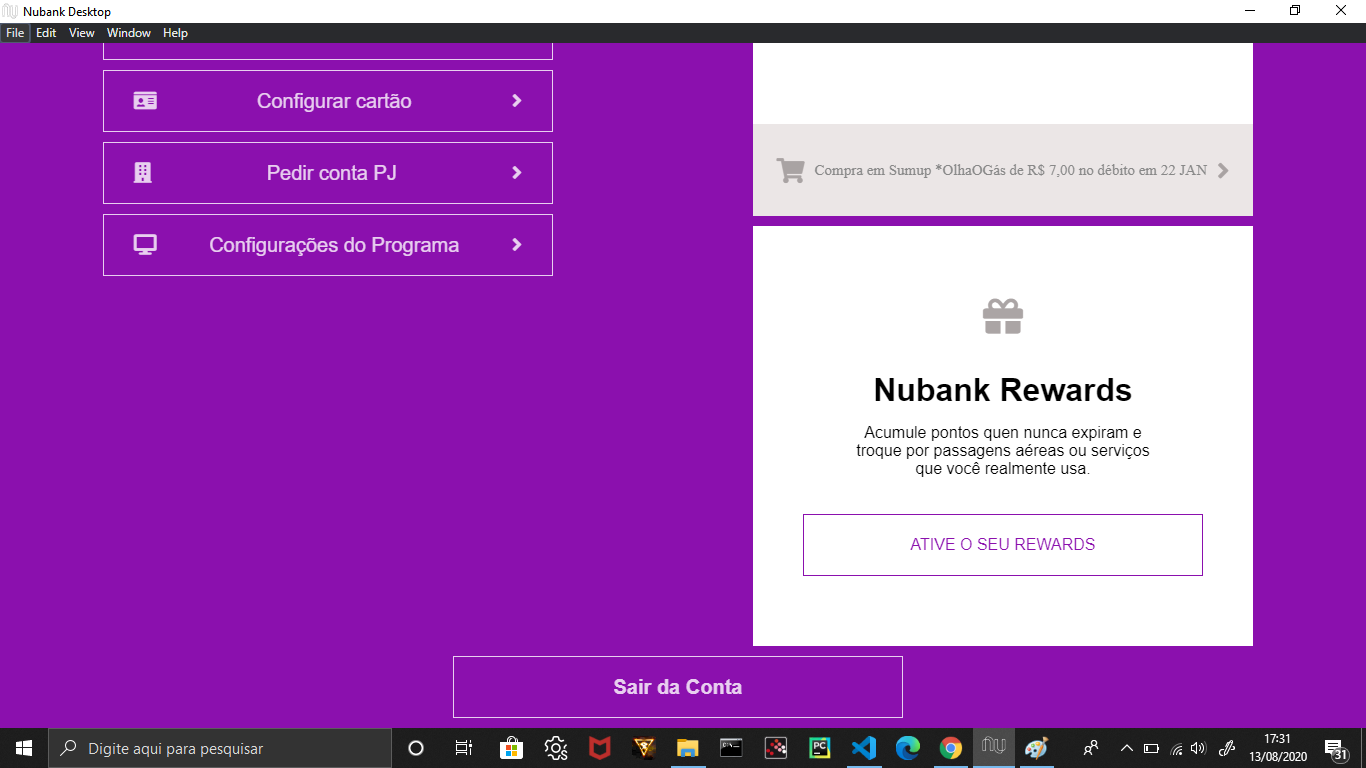 Nubank Desktop
File Edit View Window Help
Configurar cartão
Pedir conta PJ
Configurações do Programa
Compra em Sumup *OlhaOGás de R$ 7,00 no débito em 22 JAN
Nubank Rewards
Acumule pontos quen nunca expiram e
troque por passagens aéreas ou serviços
que você realmente usa.
ATIVE O SEU REWARDS
Sair da Conta
Digite aqui para pesquisar
PC
17:31
13/08/2020
31